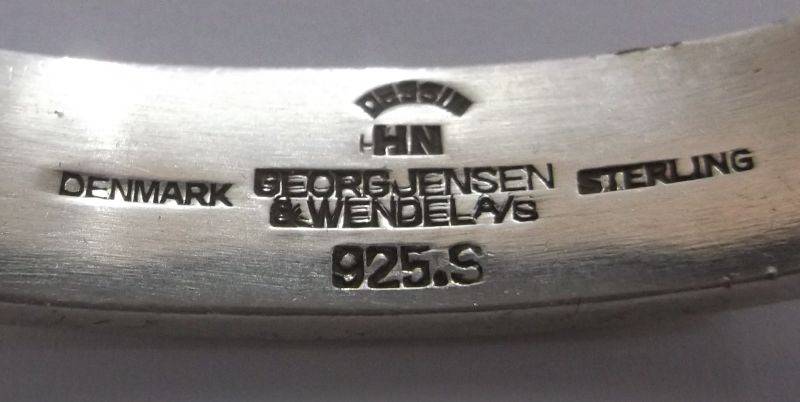 DESSIN
HN
DENMARK GEORG JENSEN STERLING
& WENDEL A/S
925.S